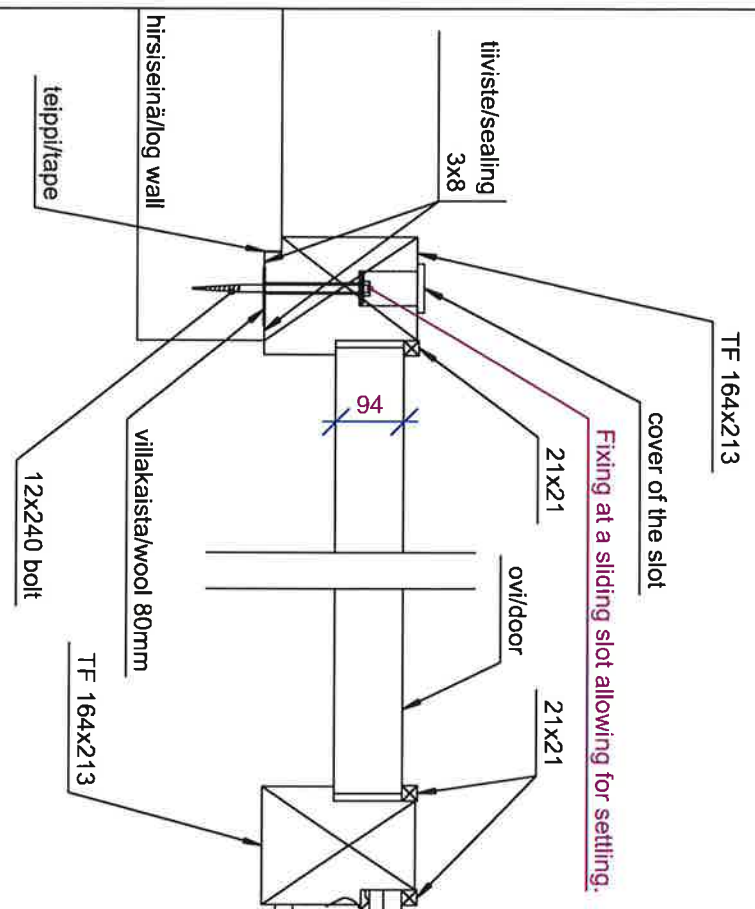 TF 164x213
cover of the slot
Fixing at a sliding slot allowing for settling.
21x21
tiiviste/sealing
3x8
hirsiseinä/log wall
teippi/tape
94
villakaista/wool 80mm
12x240 bolt
ovi/door
21x21
TF 164x213